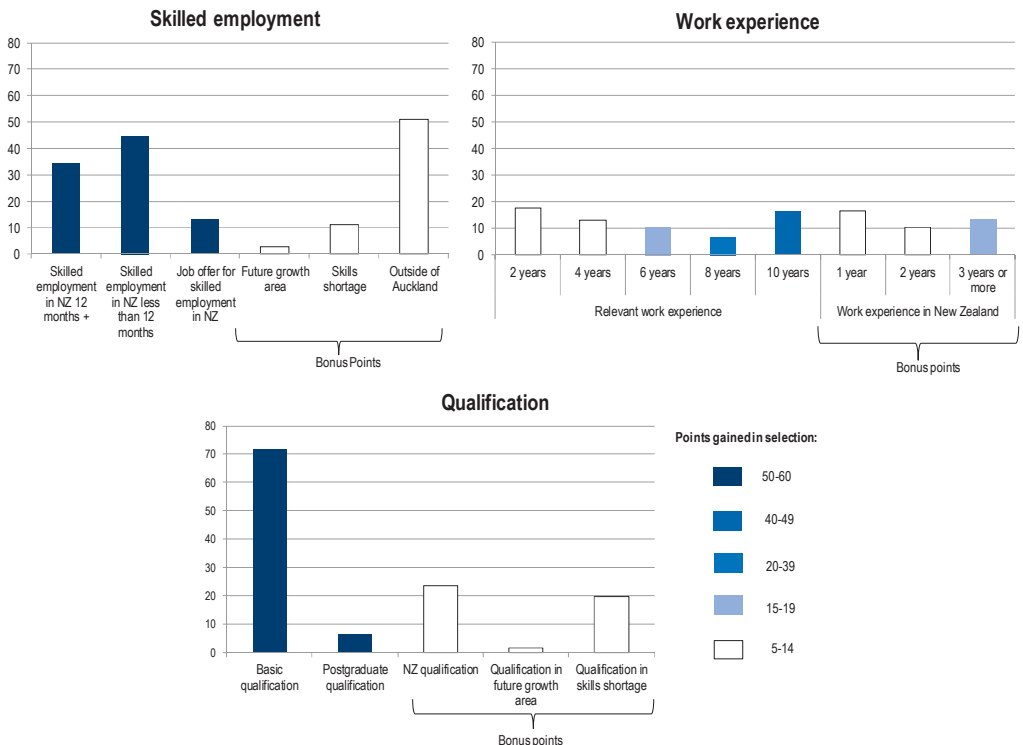 Skilled employment
80
70
60
50
40
30
20
10
0
Skilled
employment
in NZ 12
months +
Skilled
employment
in NZ less
than 12
months
Job offer for
skilled
employment
in NZ
Future growth
area
Skills
shortage
Outside of
Auckland
Bonus Points
Work experience
80
70
60
50
40
30
20
10
0
2 years
4 years
6 years
8 years
10 years
1 year
2 years
3 years or
more
Relevant work experience
Work experience in New Zealand
Bonus points
Qualification
80
70
60
50
40
30
20
10
0
Basic
qualification
Postgraduate
qualification
NZ qualification
Qualification in
future growth
area
Qualification in
skills shortage
Bonus points
Points gained in selection:
50-60
40-49
20-39
15-19
5-14